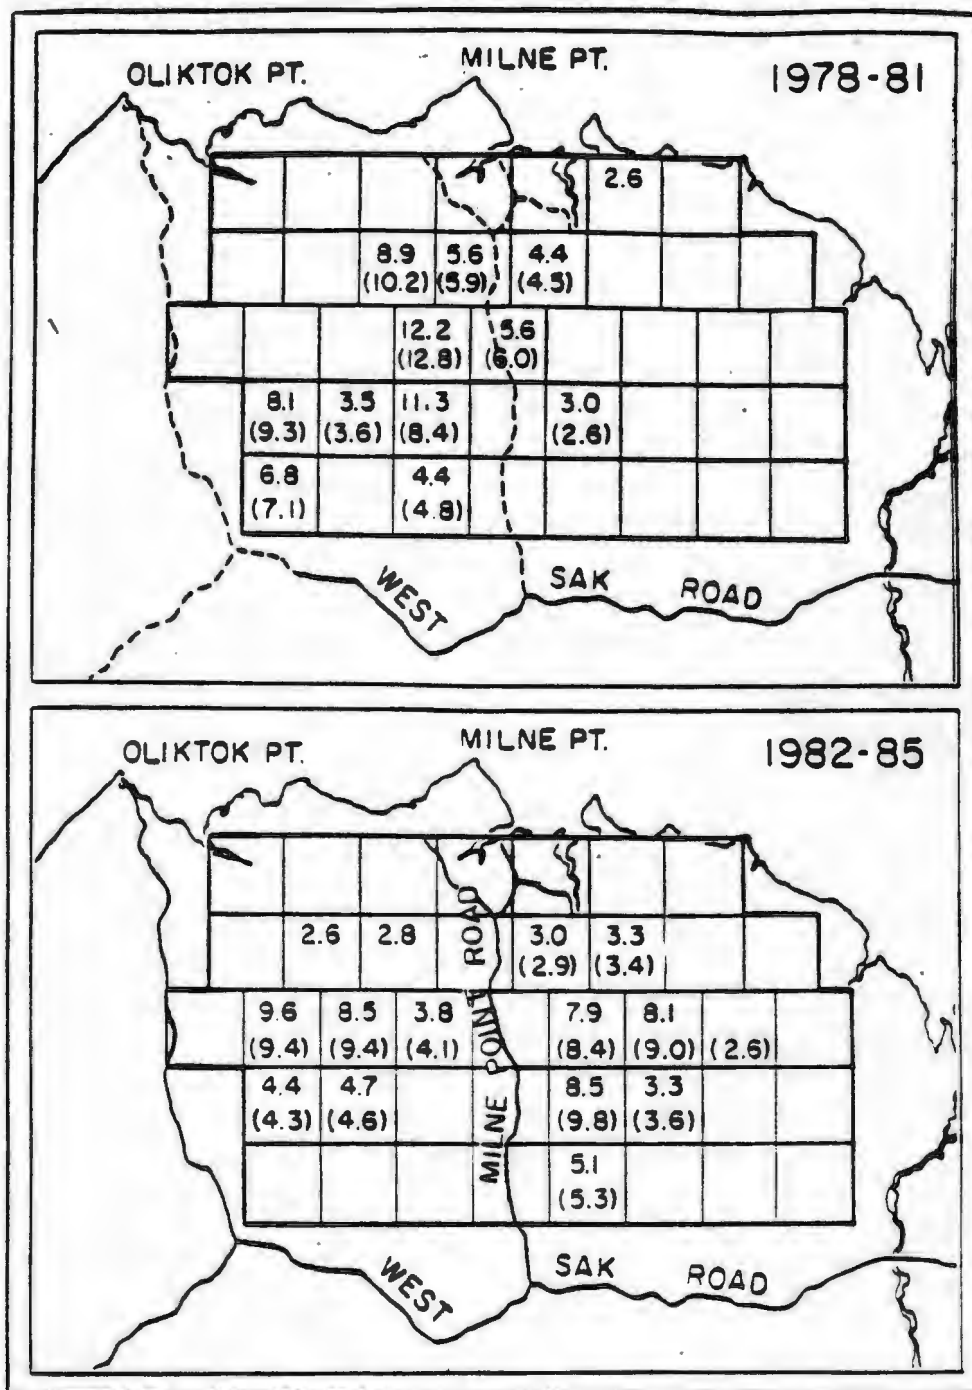 MILNE PT.
OLIKTOK PT.
1978-81
2.6
8.9 5.6 4.4
(10.2) (5.9) (4.5)
12.2 5.6
(12.8) (6.0)
8.1 3.5 11.3 3.0
(9.3) (3.6) (8.4) (2.6)
6.8 4.4
(7.1) (4.8)
WEST SAK ROAD
MILNE PT.
OLIKTOK PT.
1982-85
2.6 2.8 3.0 3.3
(2.9) (3.4)
9.6 8.5 3.8 7.9 8.1
(9.4) (9.4) (4.1) (8.4) (9.0) (2.6)
4.4 4.7 8.5 3.3
(4.3) (4.6) (9.8) (3.6)
5.1
(5.3)
MILNE POINT ROAD
WEST SAK ROAD